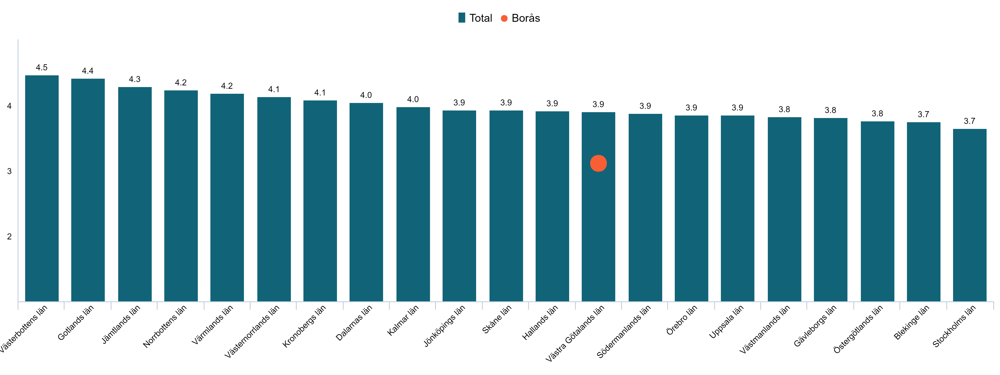 Total Borås
4.5
4.4
4.3
4.2
4.2
4.1
4.1
4.0
4.0
3.9
3.9
3.9
3.9
3.9
3.9
3.9
3.8
3.8
3.8
3.7
3.7
4
3
2
Västerbottens län
Gotlands län
Jämtlands län
Norrbottens län
Värmlands län
Västernorrlands län
Kronobergs län
Dalarnas län
Kalmar län
Jönköpings län
Skåne län
Hallands län
Västra Götalands län
Södermanlands län
Örebro län
Uppsala län
Västmanlands län
Gävleborgs län
Östergötlands län
Blekinge län
Stockholms län